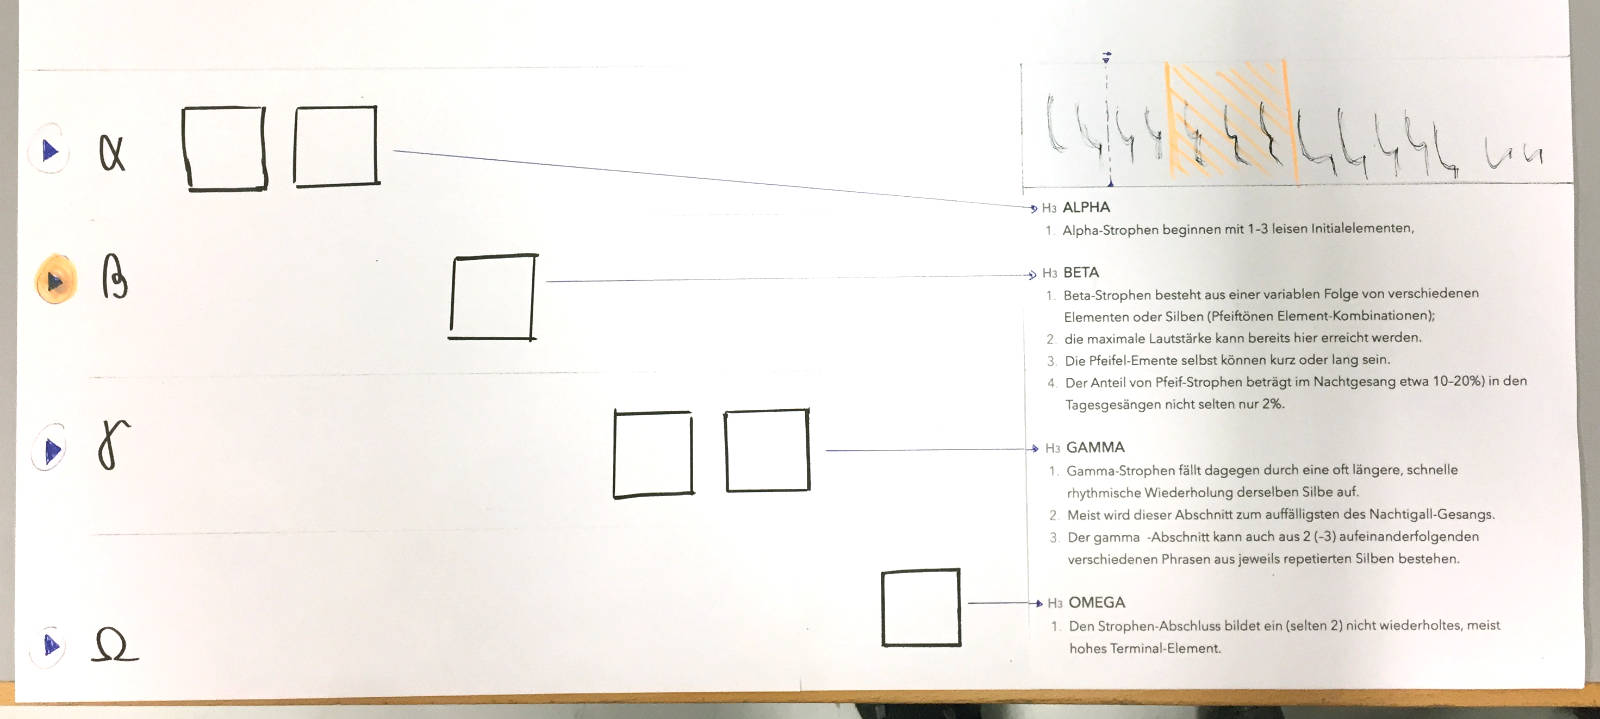 α
β
γ
Ω
H3 ALPHA
1. Alpha-Strophen beginnen mit 1-3 leisen Initialelementen,
H3 BETA
1. Beta-Strophen besteht aus einer variablen Folge von verschiedenen
Elementen oder Silben (Pfeiftönen Element-Kombinationen);
2. die maximale Lautstärke kann bereits hier erreicht werden.
3. Die Pfeifel-Emente selbst können kurz oder lang sein.
4. Der Anteil von Pfeif-Strophen beträgt im Nachtgesang etwa 10-20%) in den
Tagesgesängen nicht selten nur 2%.
H3 GAMMA
1. Gamma-Strophen fällt dagegen durch eine oft längere, schnelle
rhythmische Wiederholung derselben Silbe auf.
2. Meist wird dieser Abschnitt zum auffälligsten des Nachtigall-Gesangs.
3. Der gamma -Abschnitt kann auch aus 2 (-3) aufeinanderfolgenden
verschiedenen Phrasen aus jeweils repetierten Silben bestehen.
H3 OMEGA
1. Den Strophen-Abschluss bildet ein (selten 2) nicht wiederholtes, meist
hohes Terminal-Element.